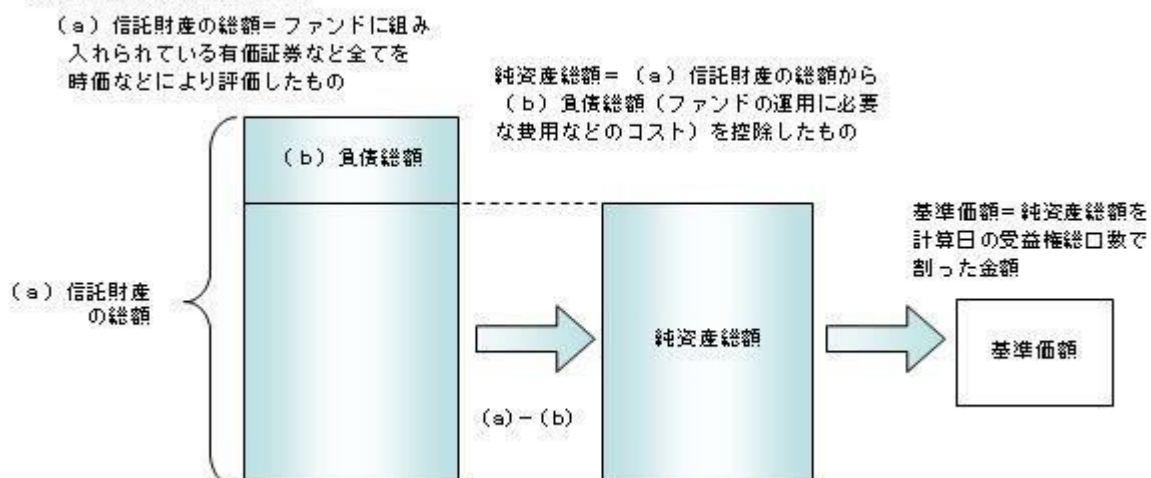 （a）信託財産の総額＝ファンドに組み
入れられている有価証券など全てを
時価などにより評価したもの
純資産総額＝（a）信託財産の総額から
（b）負債総額（ファンドの運用に必要
な費用などのコスト）を控除したもの
（b）負債総額
基準価額＝純資産総額を
計算日の受益権総口数で
割った金額
（a）信託財産
の総額
純資産総額
基準価額
（a）－（b）